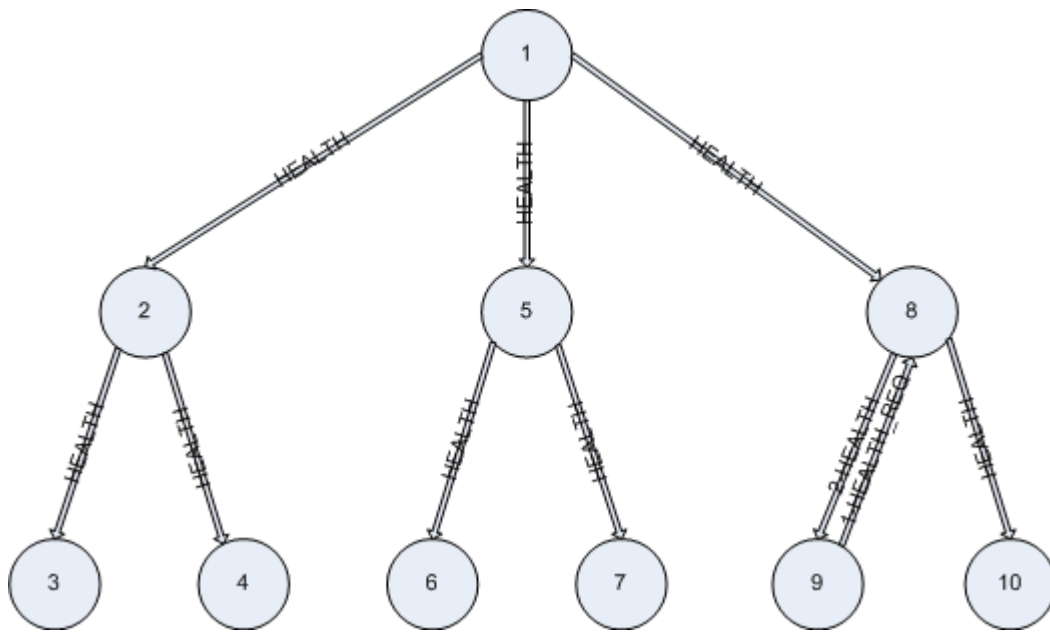 1
HEALTH
HEALTH
HEALTH
2
5
8
HEALTH
HEALTH
HEALTH
HEALTH
2.HEALTH
1.HEALTH_REQ
HEALTH
3
4
6
7
9
10